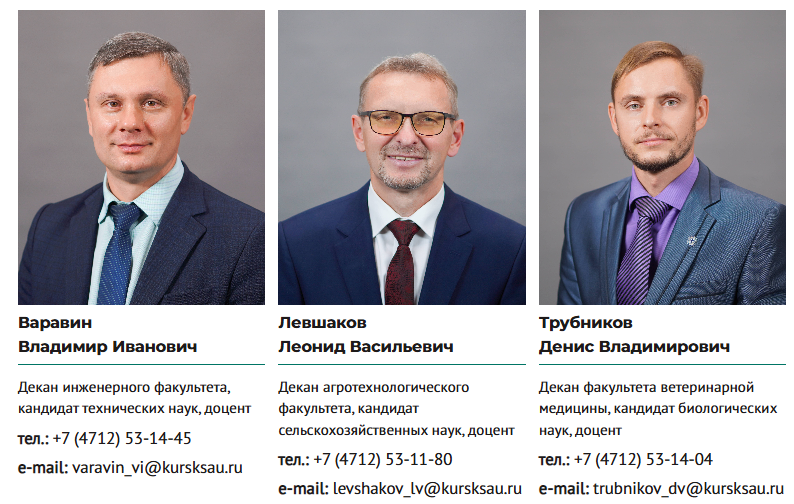 Варавин
Владимир Иванович
Декан инженерного факультета,
кандидат технических наук, доцент
тел.: +7 (4712) 53-14-45
e-mail: varavin_vi@kursksau.ru
Левшаков
Леонид Васильевич
Декан агротехнологического
факультета, кандидат
сельскохозяйственных наук, доцент
тел.: +7 (4712) 53-11-80
e-mail: levshakov_lv@kursksau.ru
Трубников
Денис Владимирович
Декан факультета ветеринарной
медицины, кандидат биологических
наук, доцент
тел.: +7 (4712) 53-14-04
e-mail: trubnikov_dv@kursksau.ru